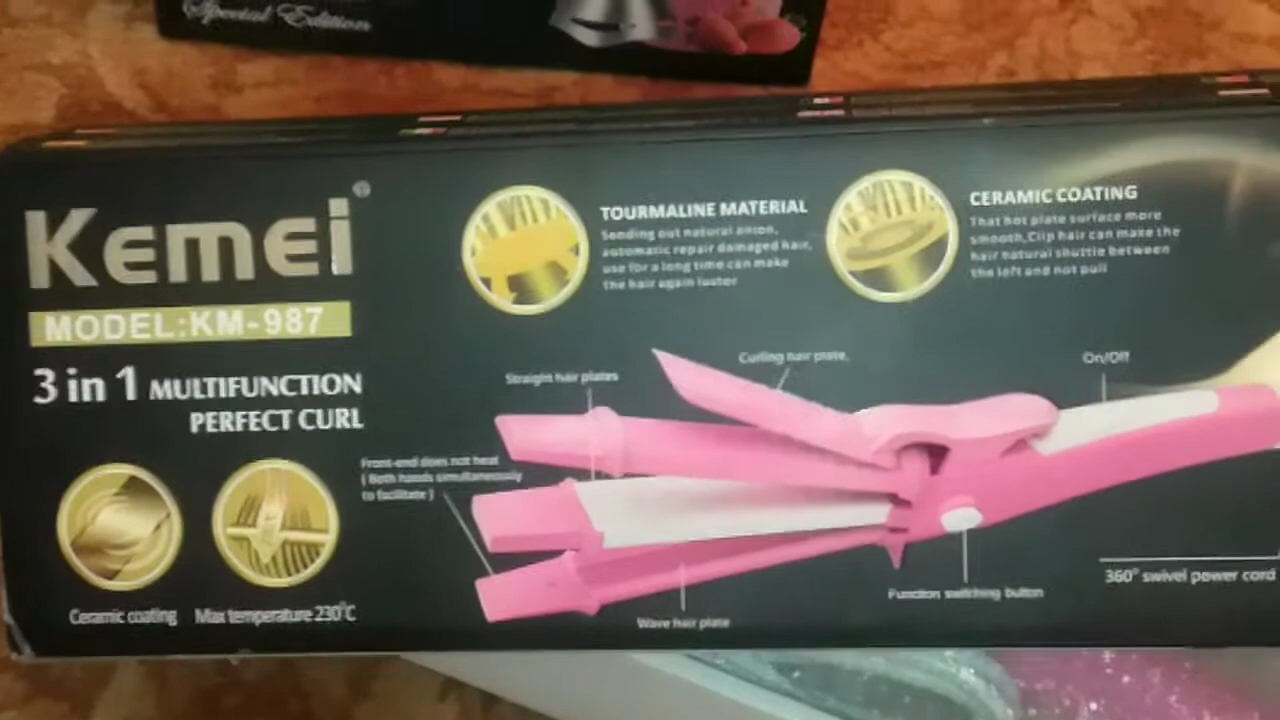 Special Edition
Kemei®
MODEL:KM-987
3 in 1 MULTIFUNCTION
PERFECT CURL
Ceramic coating
Max temperature 230°C
TOURMALINE MATERIAL
Sending out natural anion,
automatic repair damaged hair,
use for a long time can make
the hair again luster
CERAMIC COATING
That hot plate surface more
smooth,Clip hair can make the
hair natural shuttle between
the left and not pull
Straight hair plates
Curling hair plate,
On/Off
Front-end does not heat
( Both hands simultaneously
to facilitate )
Wave hair plate
Function switching button
360° swivel power cord